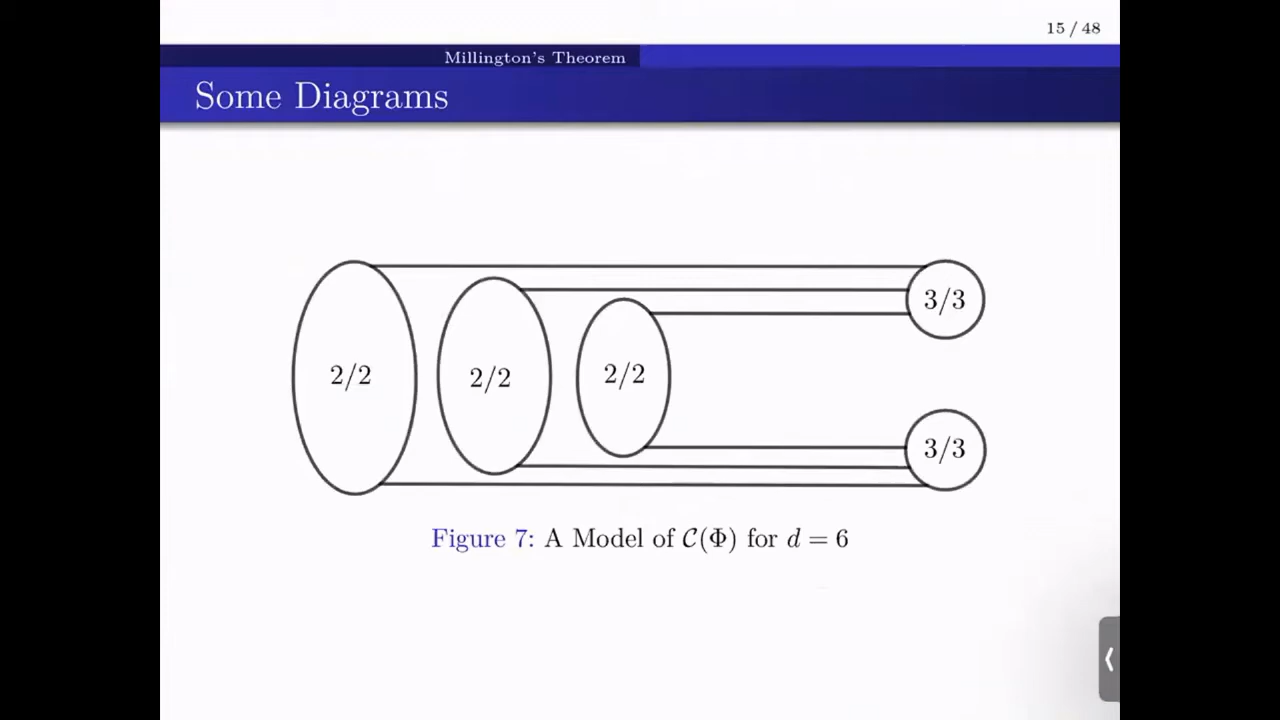 15 / 48
Millington's Theorem
Some Diagrams
3/3
2/2
2/2
2/2
3/3
Figure 7: A Model of 𝒞(Φ) for d = 6